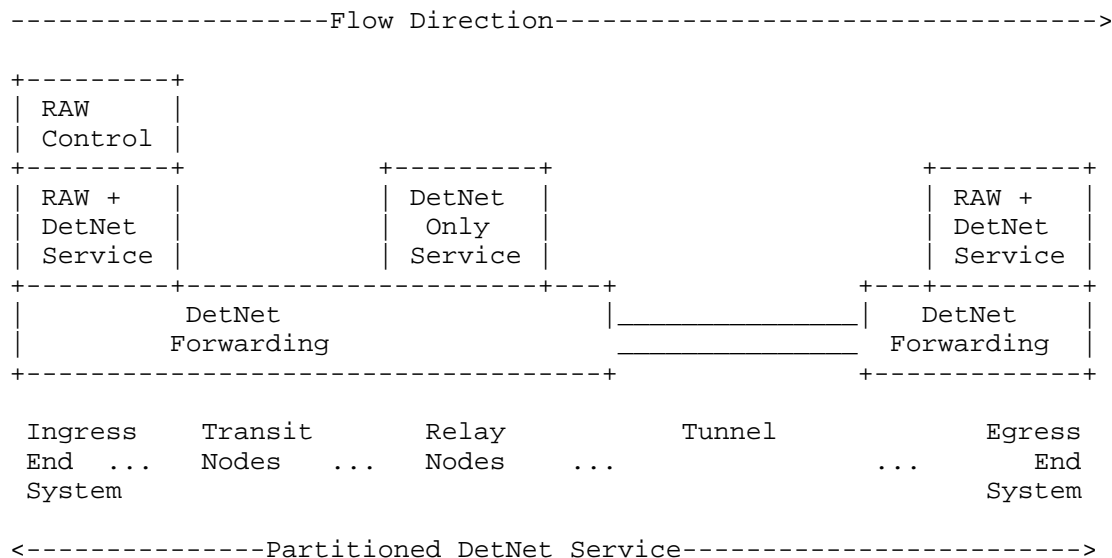 --------------------Flow Direction---------------------------------->
RAW
Control
RAW + DetNet RAW +
DetNet Only DetNet
Service Service Service
DetNet DetNet
Forwarding Forwarding
Ingress Transit Relay Tunnel Egress
End ... Nodes ... Nodes ... ... End
System System
<---------------Partitioned DetNet Service------------------------->